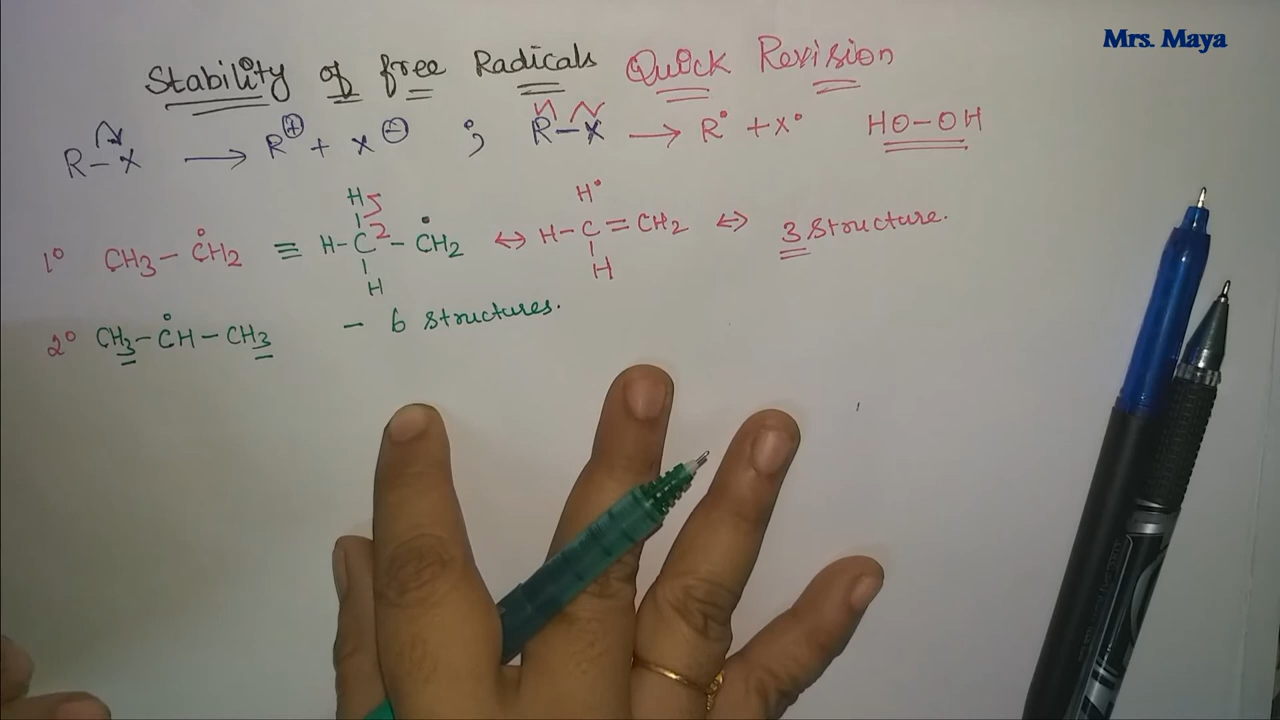 Mrs. Maya
Stability of free Radicals Quick Revision
R-X → R⊕ + X⊖ ; R-X → R• + X• HO-OH
1° CH3-ĊH2 ≡ H-C-ĊH2 ↔ H-C=CH2 ⇔ 3 Structure.
H H•
H H
2° CH3-ĊH-CH3 - 6 Structures.